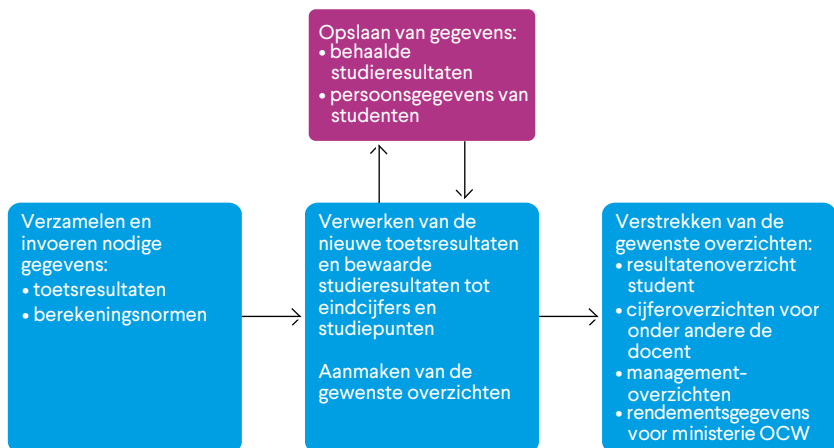 Opslaan van gegevens:
• behaalde
studieresultaten
• persoonsgegevens van
studenten
Verzamelen en
invoeren nodige
gegevens:
• toetsresultaten
• berekeningsnormen
Verwerken van de
nieuwe toetsresultaten
en bewaarde
studieresultaten tot
eindcijfers en
studiepunten
Aanmaken van de
gewenste overzichten
Verstrekken van de
gewenste overzichten:
• resultatenoverzicht
student
• cijferoverzichten voor
onder andere de
docent
• management-
overzichten
• rendementsgegevens
voor ministerie OCW